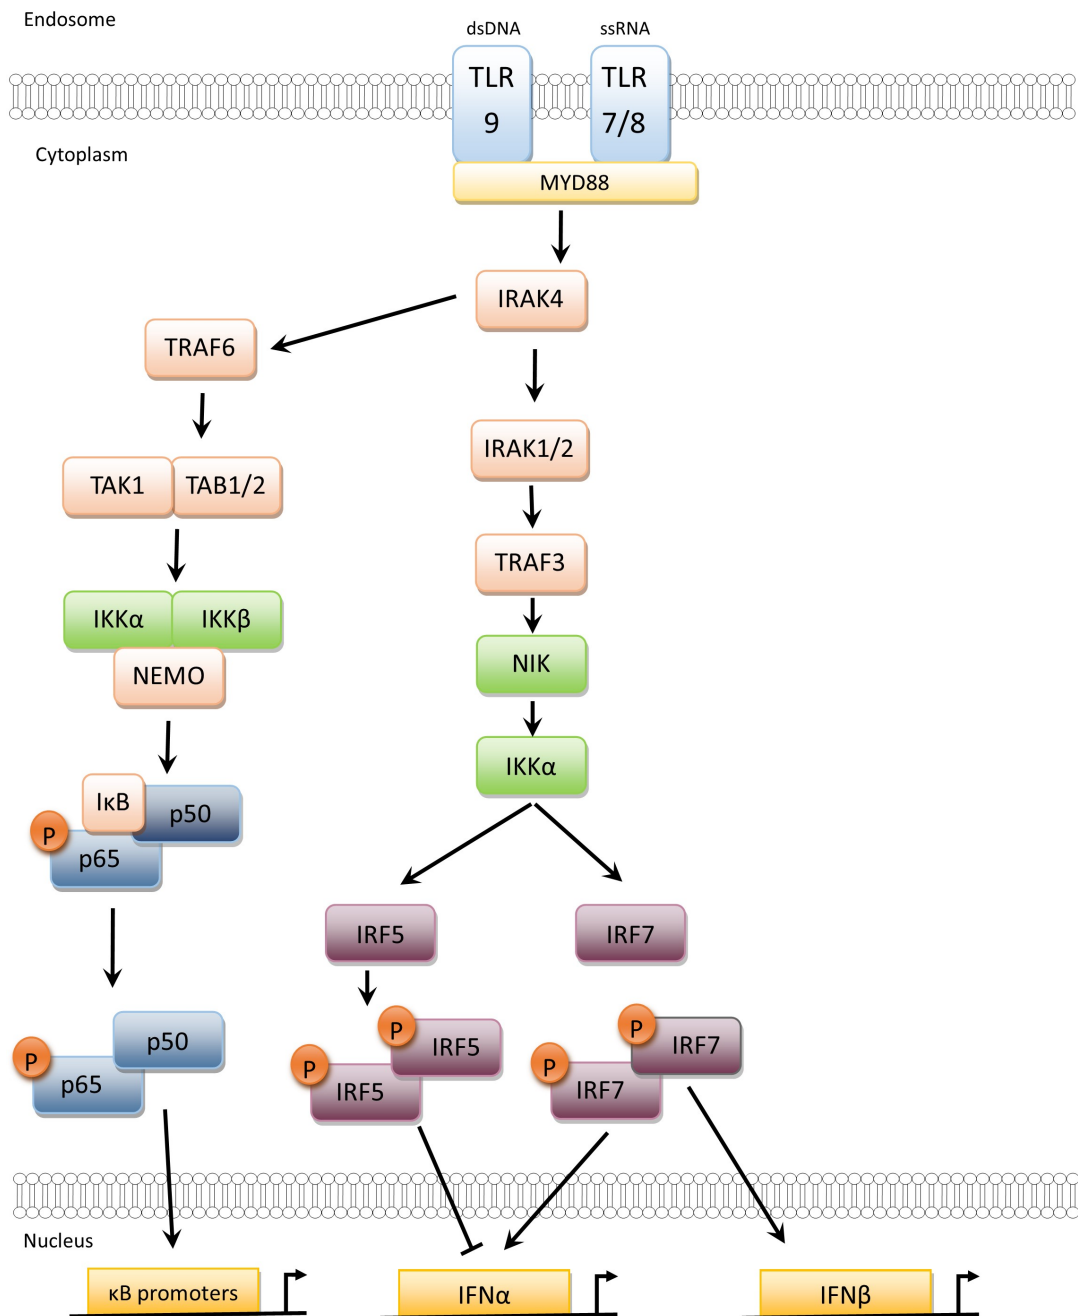 Endosome
dsDNA ssRNA
TLR TLR
9 7/8
Cytoplasm
MYD88
IRAK4
TRAF6
IRAK1/2
TAK1 TAB1/2
TRAF3
IKKα IKKβ
NIK
NEMO
IKKα
IκB
p50
P
p65
IRF5 IRF7
P P
p50
IRF5 IRF7
P P P
p65
IRF5 IRF7
Nucleus
κB promoters IFNα IFNβ